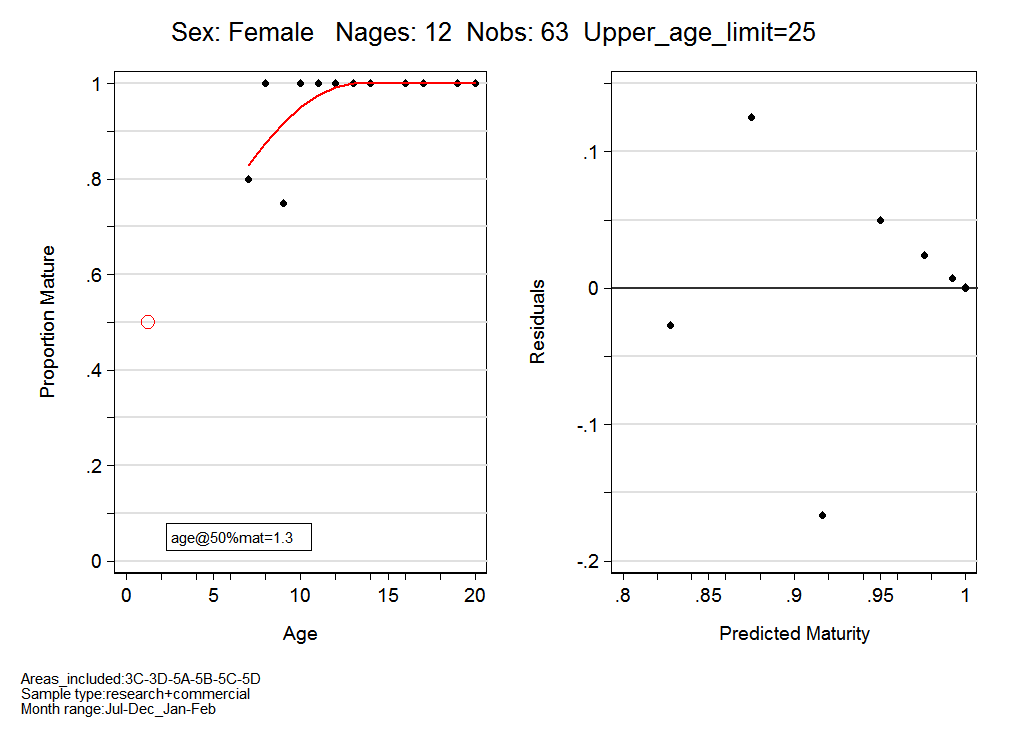 Sex: Female   Nages: 12  Nobs: 63  Upper_age_limit=25
1
.8
.6
.4
.2
0
Proportion Mature
age@50%mat=1.3
0 5 10 15 20
Age
.1
0
-.1
-.2
Residuals
.8 .85 .9 .95 1
Predicted Maturity
Areas_included:3C-3D-5A-5B-5C-5D
Sample type:research+commercial
Month range:Jul-Dec_Jan-Feb